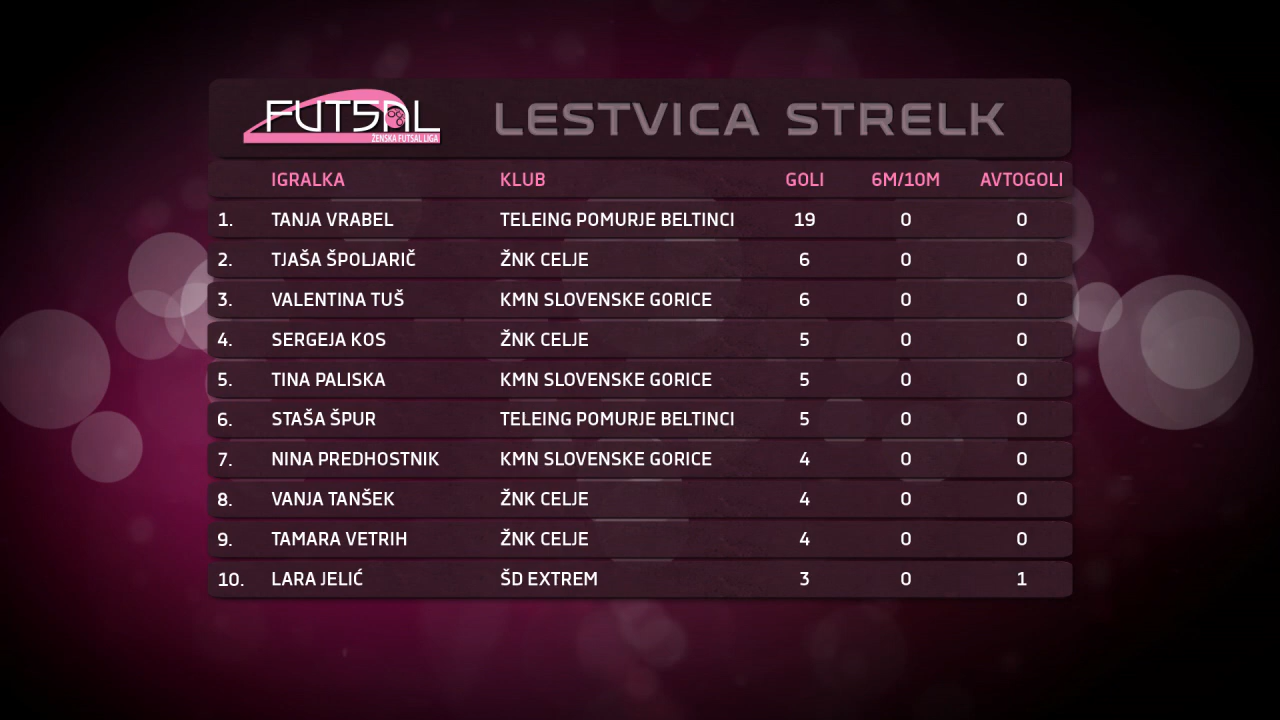 FUTSAL
ŽENSKA FUTSAL LIGA
LESTVICA STRELK
IGRALKA KLUB GOLI 6M/10M AVTOGOLI
1. TANJA VRABEL TELEING POMURJE BELTINCI 19 0 0
2. TJAŠA ŠPOLJARIČ ŽNK CELJE 6 0 0
3. VALENTINA TUŠ KMN SLOVENSKE GORICE 6 0 0
4. SERGEJA KOS ŽNK CELJE 5 0 0
5. TINA PALISKA KMN SLOVENSKE GORICE 5 0 0
6. STAŠA ŠPUR TELEING POMURJE BELTINCI 5 0 0
7. NINA PREDHOSTNIK KMN SLOVENSKE GORICE 4 0 0
8. VANJA TANŠEK ŽNK CELJE 4 0 0
9. TAMARA VETRIH ŽNK CELJE 4 0 0
10. LARA JELIĆ ŠD EXTREM 3 0 1